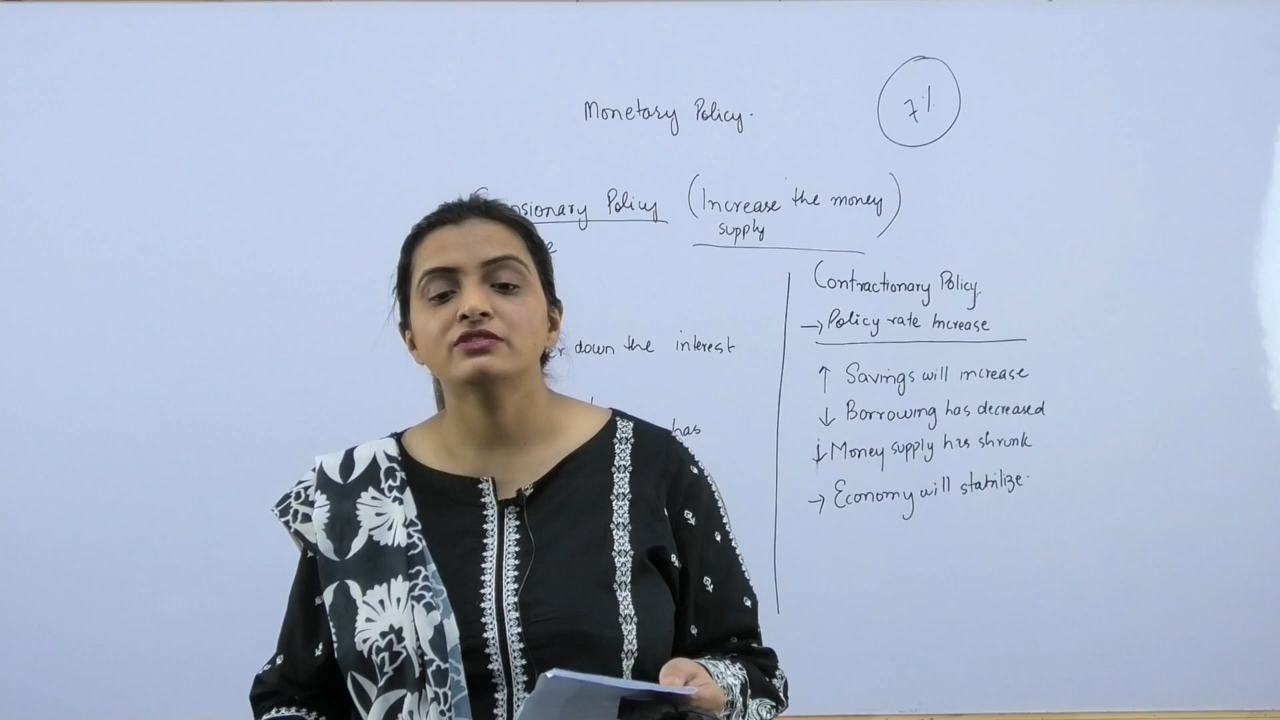 Monetary Policy.
7%
Policy (Increase the money
supply)
down the interest
has
Contractionary Policy.
→ Policy rate Increase
↑ Savings will increase
↓ Borrowing has decreased
↓ Money supply has shrunk
→ Economy will stabilize.